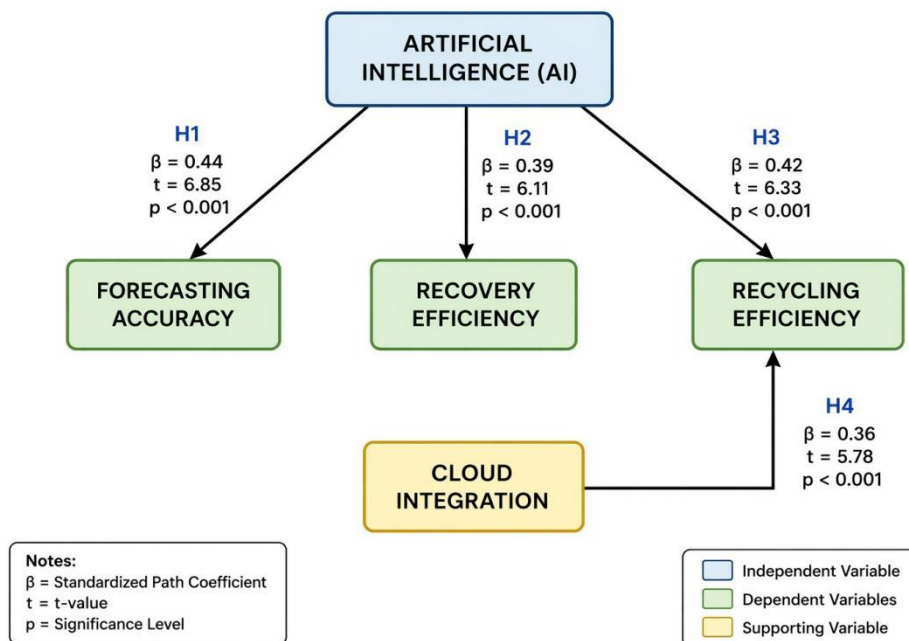 ARTIFICIAL
INTELLIGENCE (AI)
H1
β = 0.44
t = 6.85
p < 0.001
H2
β = 0.39
t = 6.11
p < 0.001
H3
β = 0.42
t = 6.33
p < 0.001
FORECASTING
ACCURACY
RECOVERY
EFFICIENCY
RECYCLING
EFFICIENCY
H4
β = 0.36
t = 5.78
p < 0.001
CLOUD
INTEGRATION
Notes:
β = Standardized Path Coefficient
t = t-value
p = Significance Level
Independent Variable
Dependent Variables
Supporting Variable